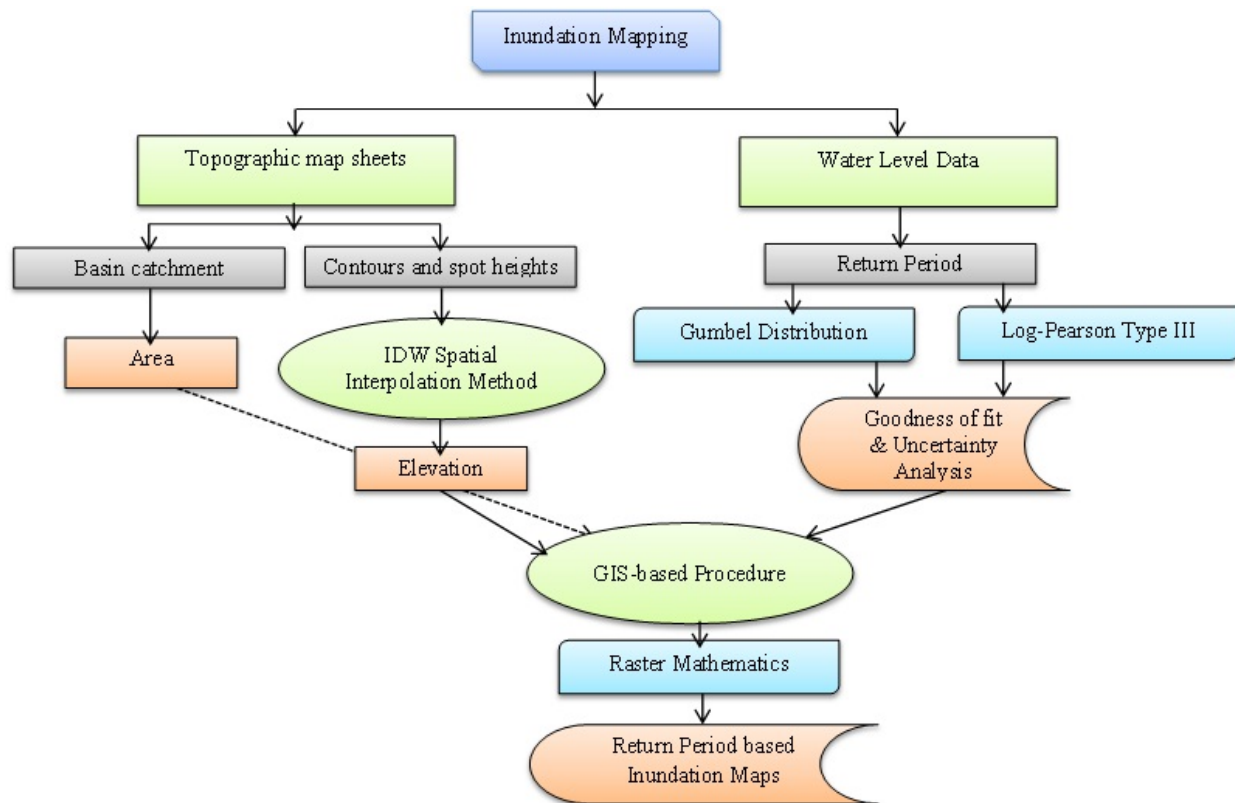 Inundation Mapping
Topographic map sheets
Water Level Data
Basin catchment
Contours and spot heights
Return Period
Gumbel Distribution
Log-Pearson Type III
Area
IDW Spatial
Interpolation Method
Goodness of fit
& Uncertainty
Analysis
Elevation
GIS-based Procedure
Raster Mathematics
Return Period based
Inundation Maps